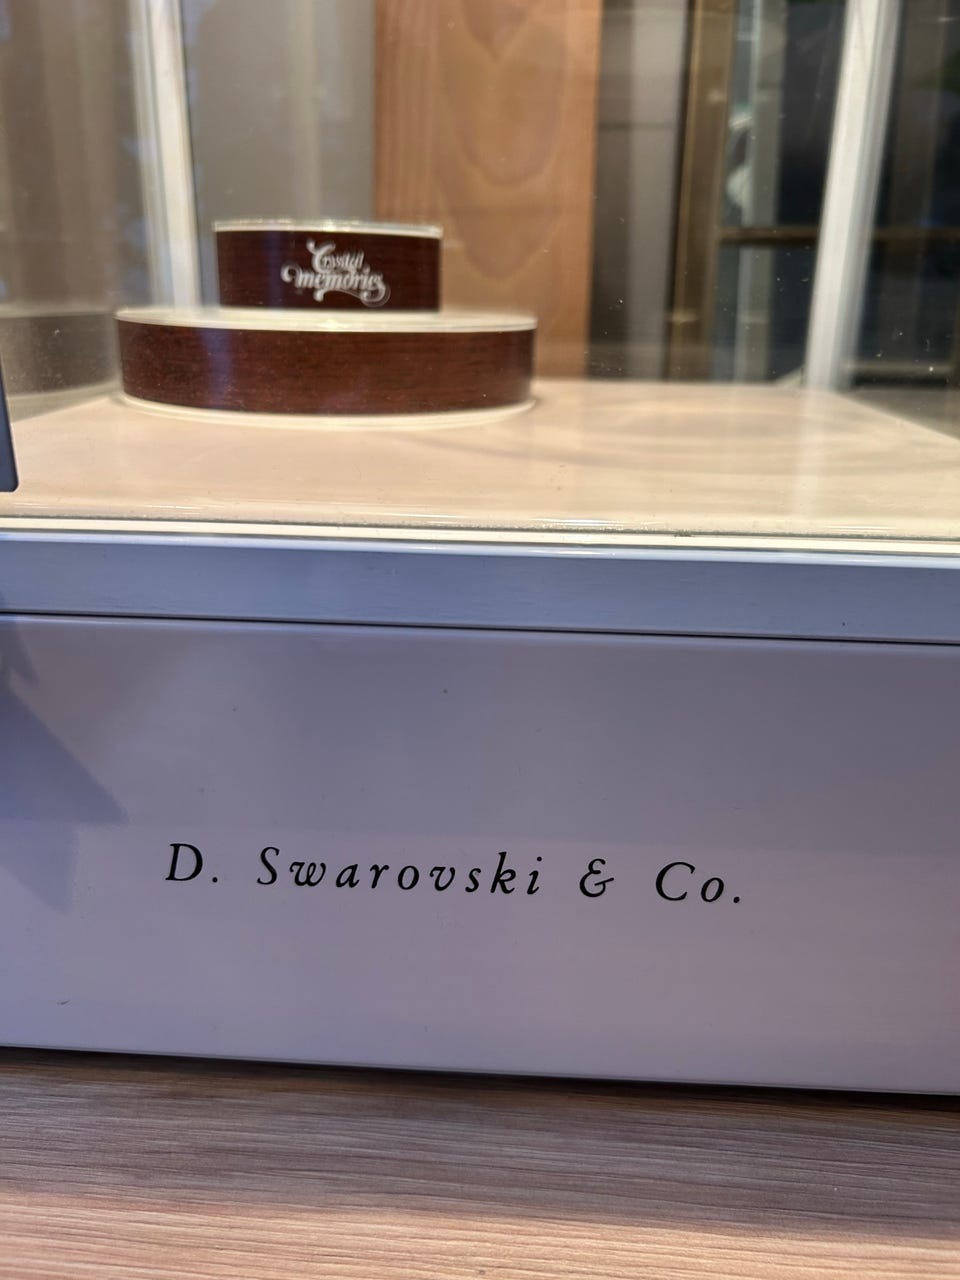 Crystal
memories
D. Swarovski & Co.